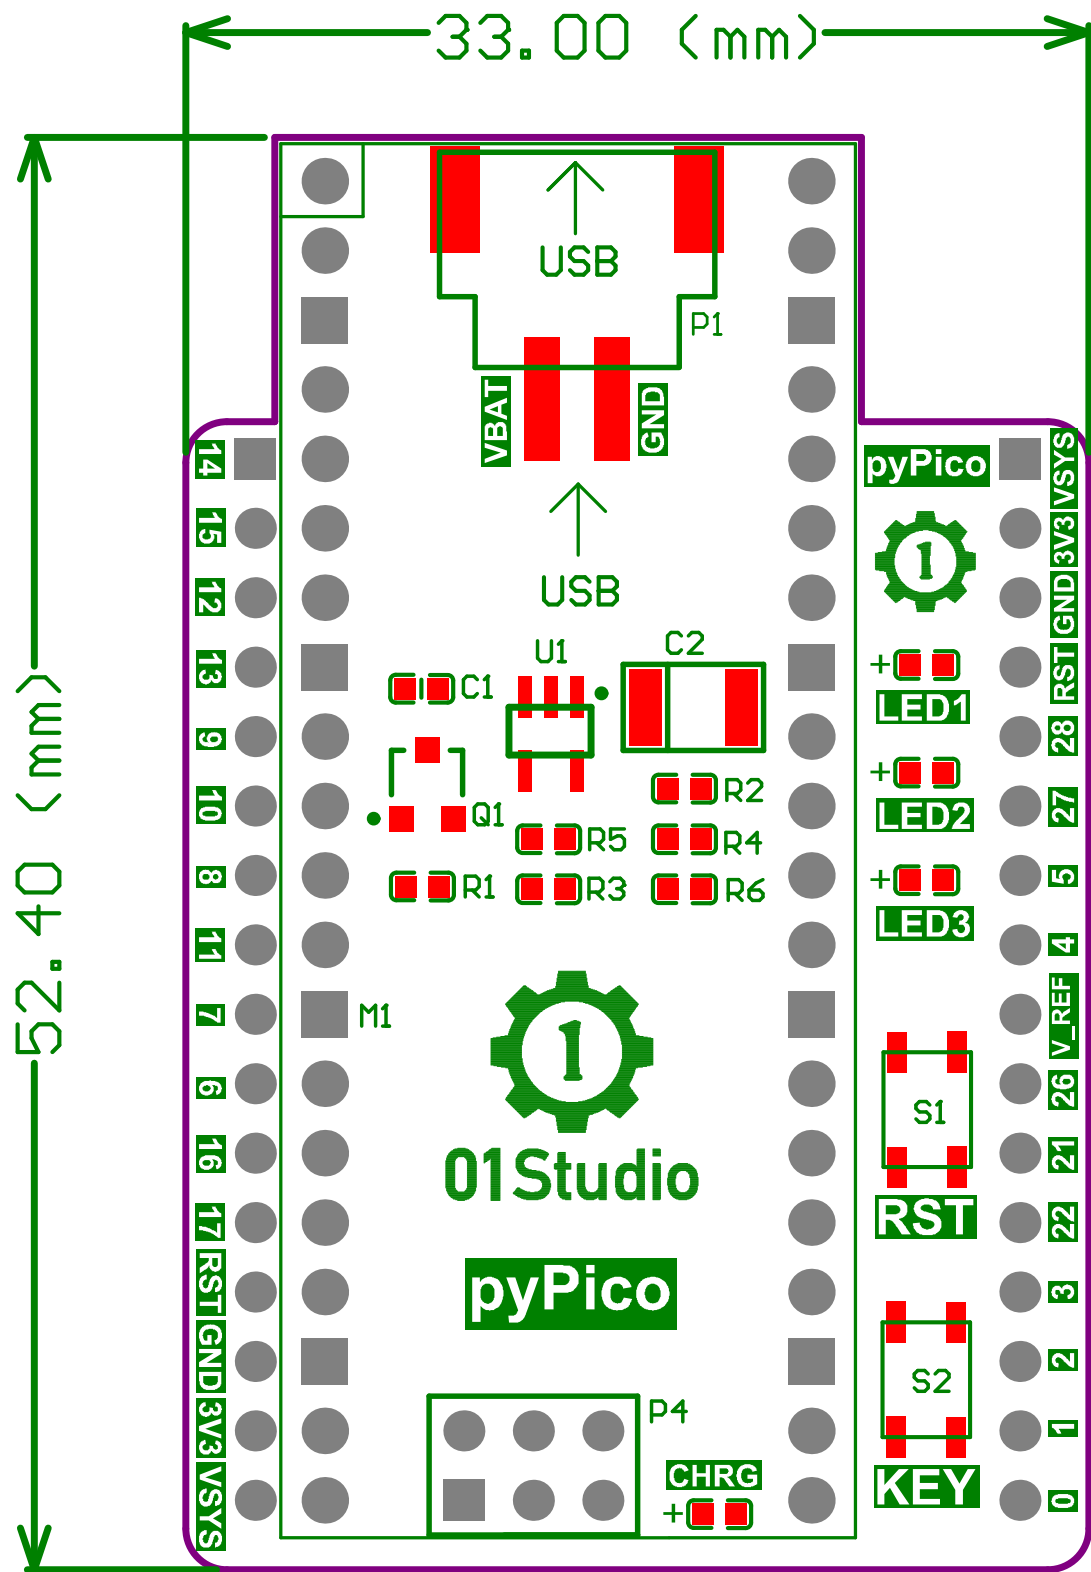 33.00 (mm)
52.40 (mm)
USB
P1
VBAT
GND
USB
pyPico
1
14
15
12
13
9
10
8
11
7
6
16
17
RST
GND
3V3
VSYS
VSYS
3V3
GND
RST
28
27
5
4
V_REF
26
21
22
3
2
1
0
U1
C2
C1
+
LED1
R2
+
LED2
Q1
R5
R4
R1
R3
R6
+
LED3
M1
1
01Studio
S1
RST
pyPico
S2
P4
CHRG
+
KEY